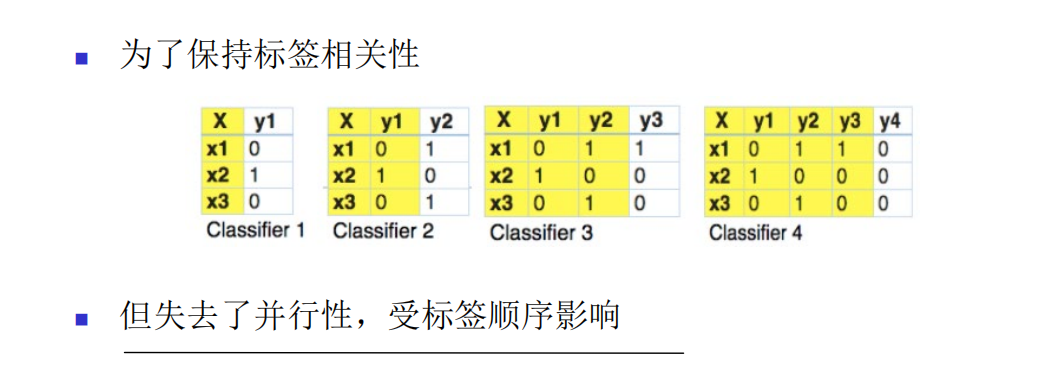 为了保持标签相关性
X y1
x1 0
x2 1
x3 0
Classifier 1
X y1 y2
x1 0 1
x2 1 0
x3 0 1
Classifier 2
X y1 y2 y3
x1 0 1 1
x2 1 0 0
x3 0 1 0
Classifier 3
X y1 y2 y3 y4
x1 0 1 1 0
x2 1 0 0 0
x3 0 1 0 0
Classifier 4
但失去了并行性，受标签顺序影响